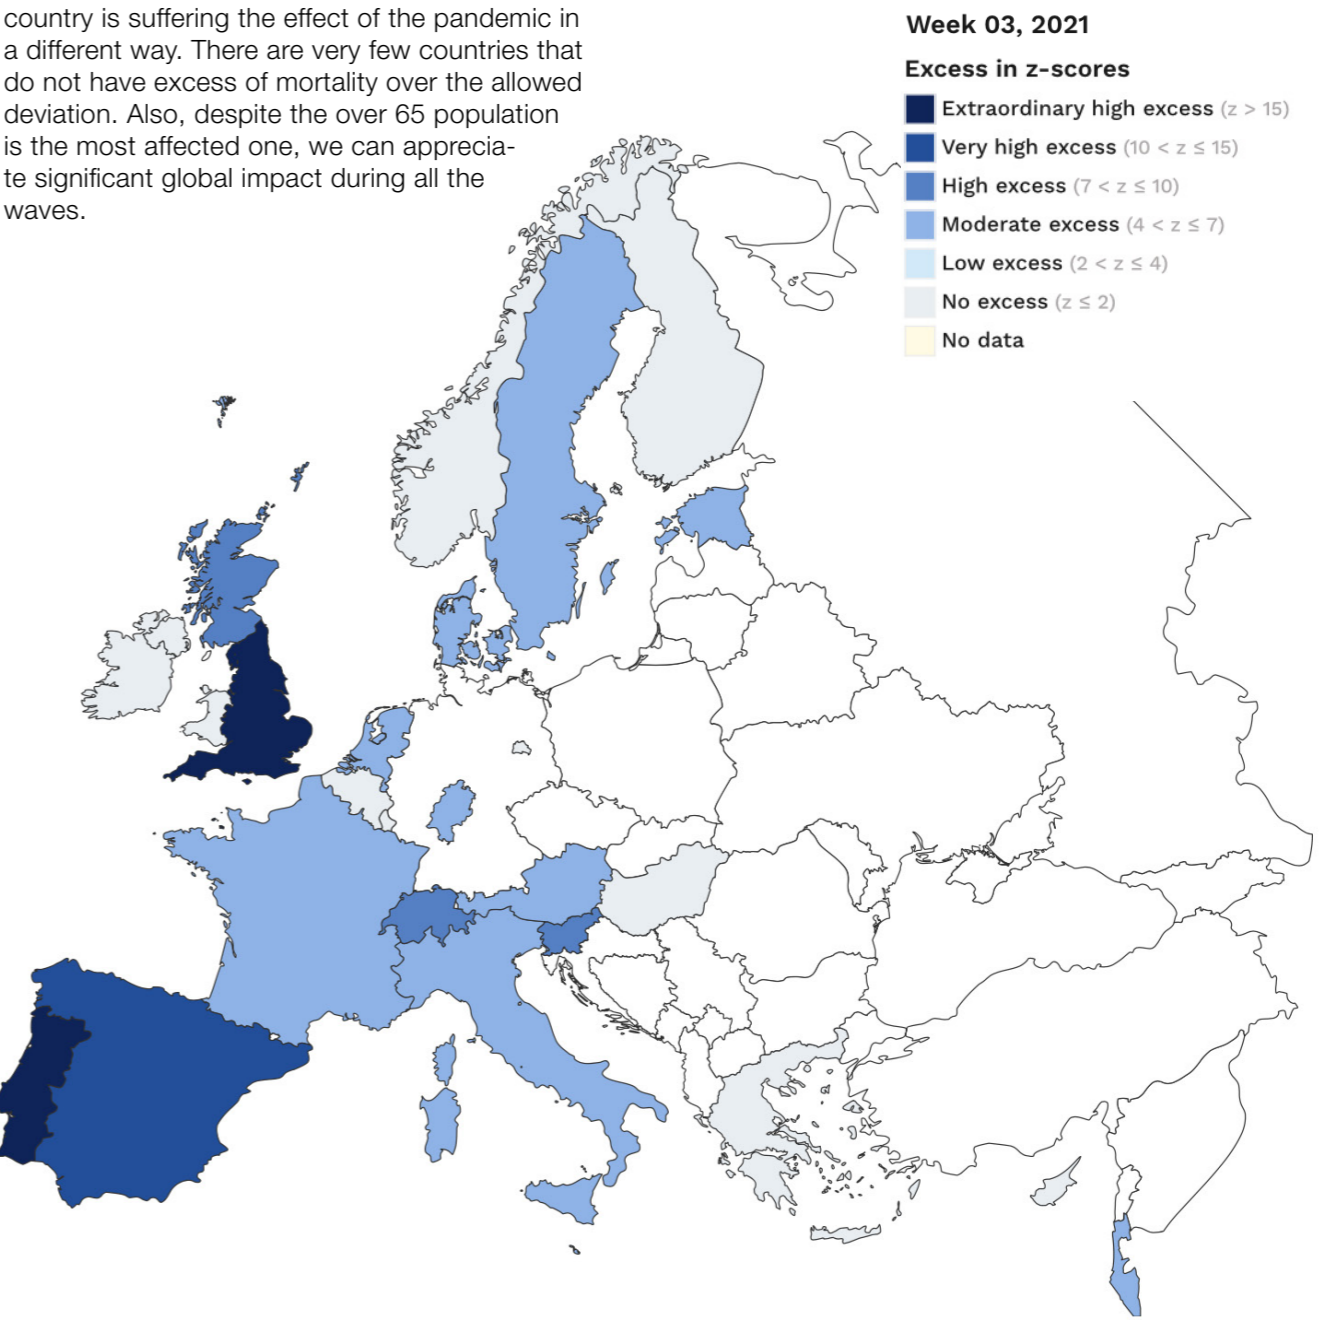 country is suffering the effect of the pandemic in
a different way. There are very few countries that
do not have excess of mortality over the allowed
deviation. Also, despite the over 65 population
is the most affected one, we can apprecia-
te significant global impact during all the
waves.
Week 03, 2021
Excess in z-scores
Extraordinary high excess (z > 15)
Very high excess (10 < z ≤ 15)
High excess (7 < z ≤ 10)
Moderate excess (4 < z ≤ 7)
Low excess (2 < z ≤ 4)
No excess (z ≤ 2)
No data